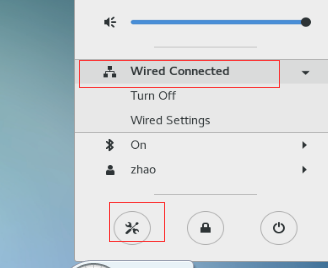 Wired Connected
Turn Off
Wired Settings
On
zhao